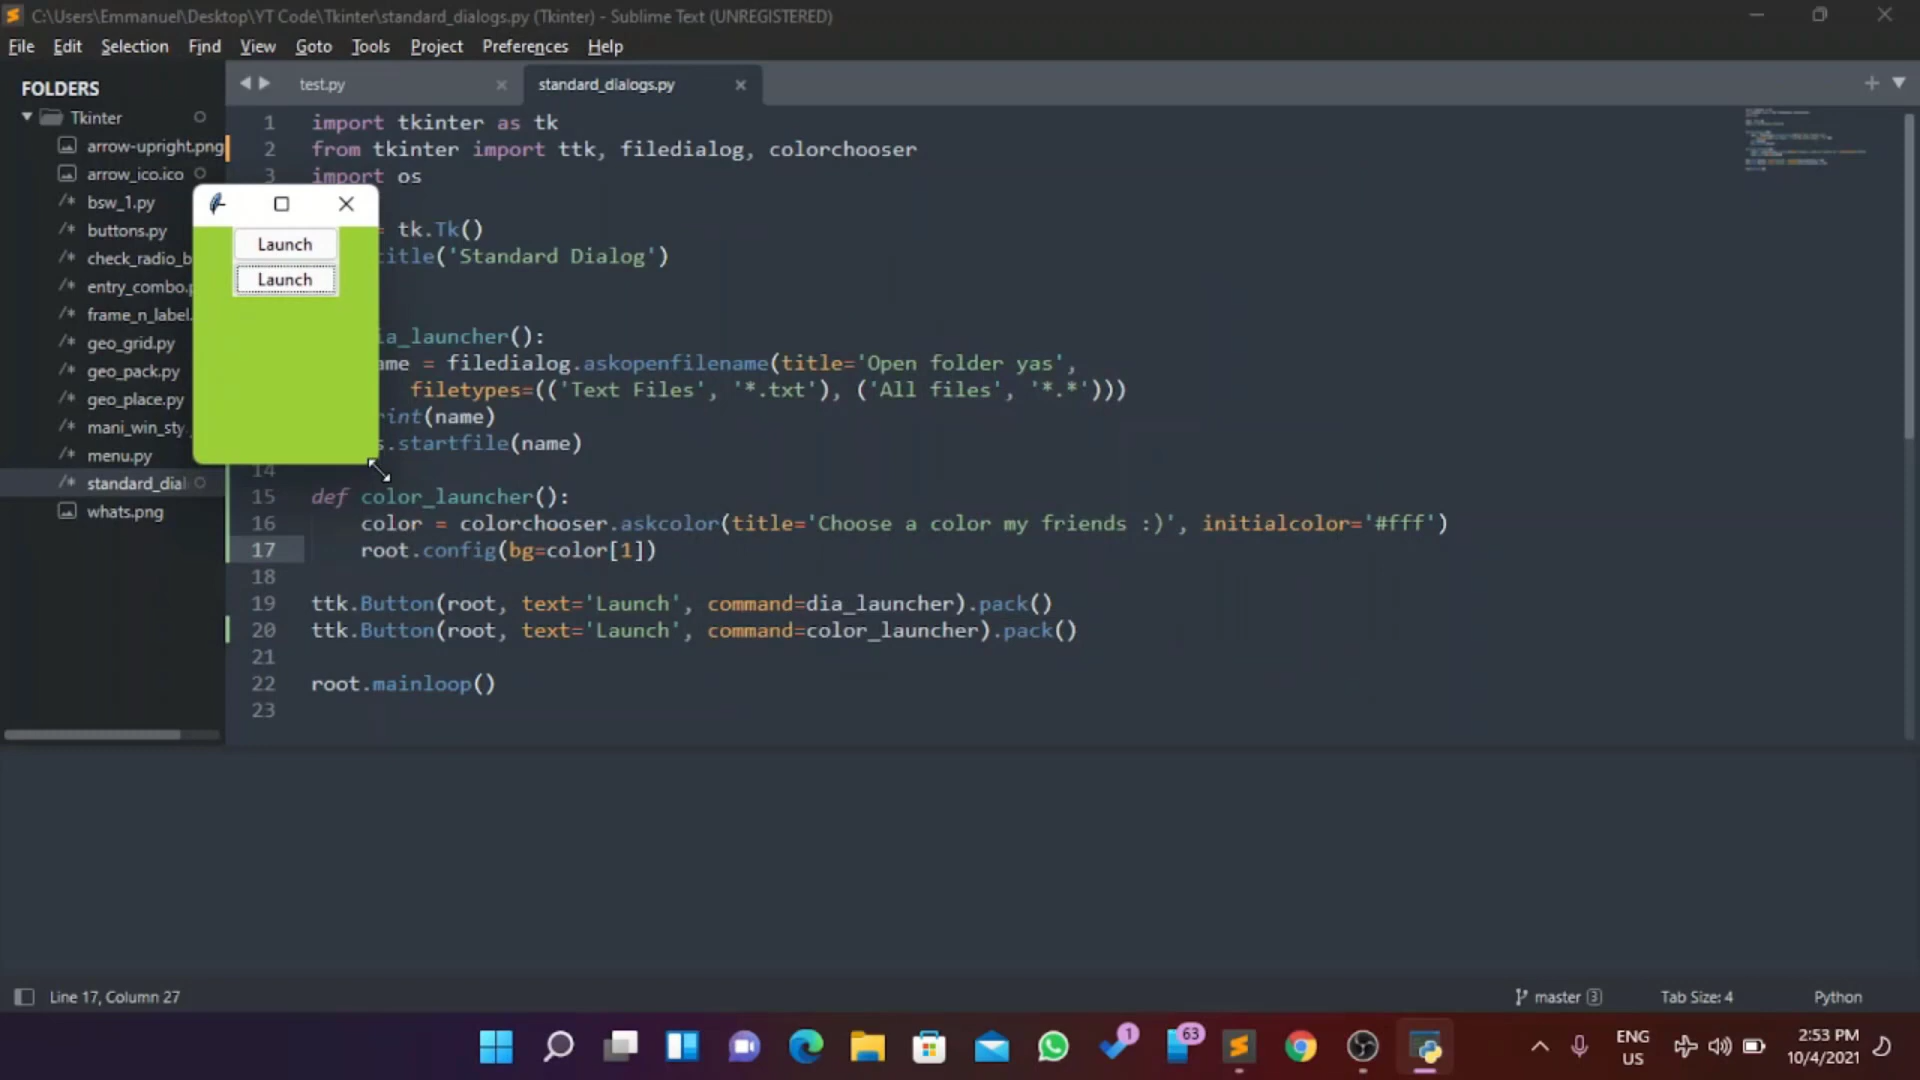 C:\Users\Emmanuel\Desktop\YT Code\Tkinter\standard_dialogs.py (Tkinter) - Sublime Text (UNREGISTERED)
File Edit Selection Find View Goto Tools Project Preferences Help
FOLDERS
Tkinter
arrow-upright.png
arrow_ico.ico
/* bsw_1.py
/* buttons.py
/* check_radio_b
/* entry_combo.p
/* frame_n_label.
/* geo_grid.py
/* geo_pack.py
/* geo_place.py
/* mani_win_sty.
/* menu.py
/* standard_dial
whats.png
test.py
standard_dialogs.py
1 import tkinter as tk
2 from tkinter import ttk, filedialog, colorchooser
3 import os
= tk.Tk()
title('Standard Dialog')
ia_launcher():
ame = filedialog.askopenfilename(title='Open folder yas',
filetypes=(('Text Files', '*.txt'), ('All files', '*.*')))
int(name)
s.startfile(name)
14
15 def color_launcher():
16 color = colorchooser.askcolor(title='Choose a color my friends :)', initialcolor='#fff')
17 root.config(bg=color[1])
18
19 ttk.Button(root, text='Launch', command=dia_launcher).pack()
20 ttk.Button(root, text='Launch', command=color_launcher).pack()
21
22 root.mainloop()
23
Launch
Launch
Line 17, Column 27
master 3
Tab Size: 4
Python
1
63
ENG
US
2:53 PM
10/4/2021